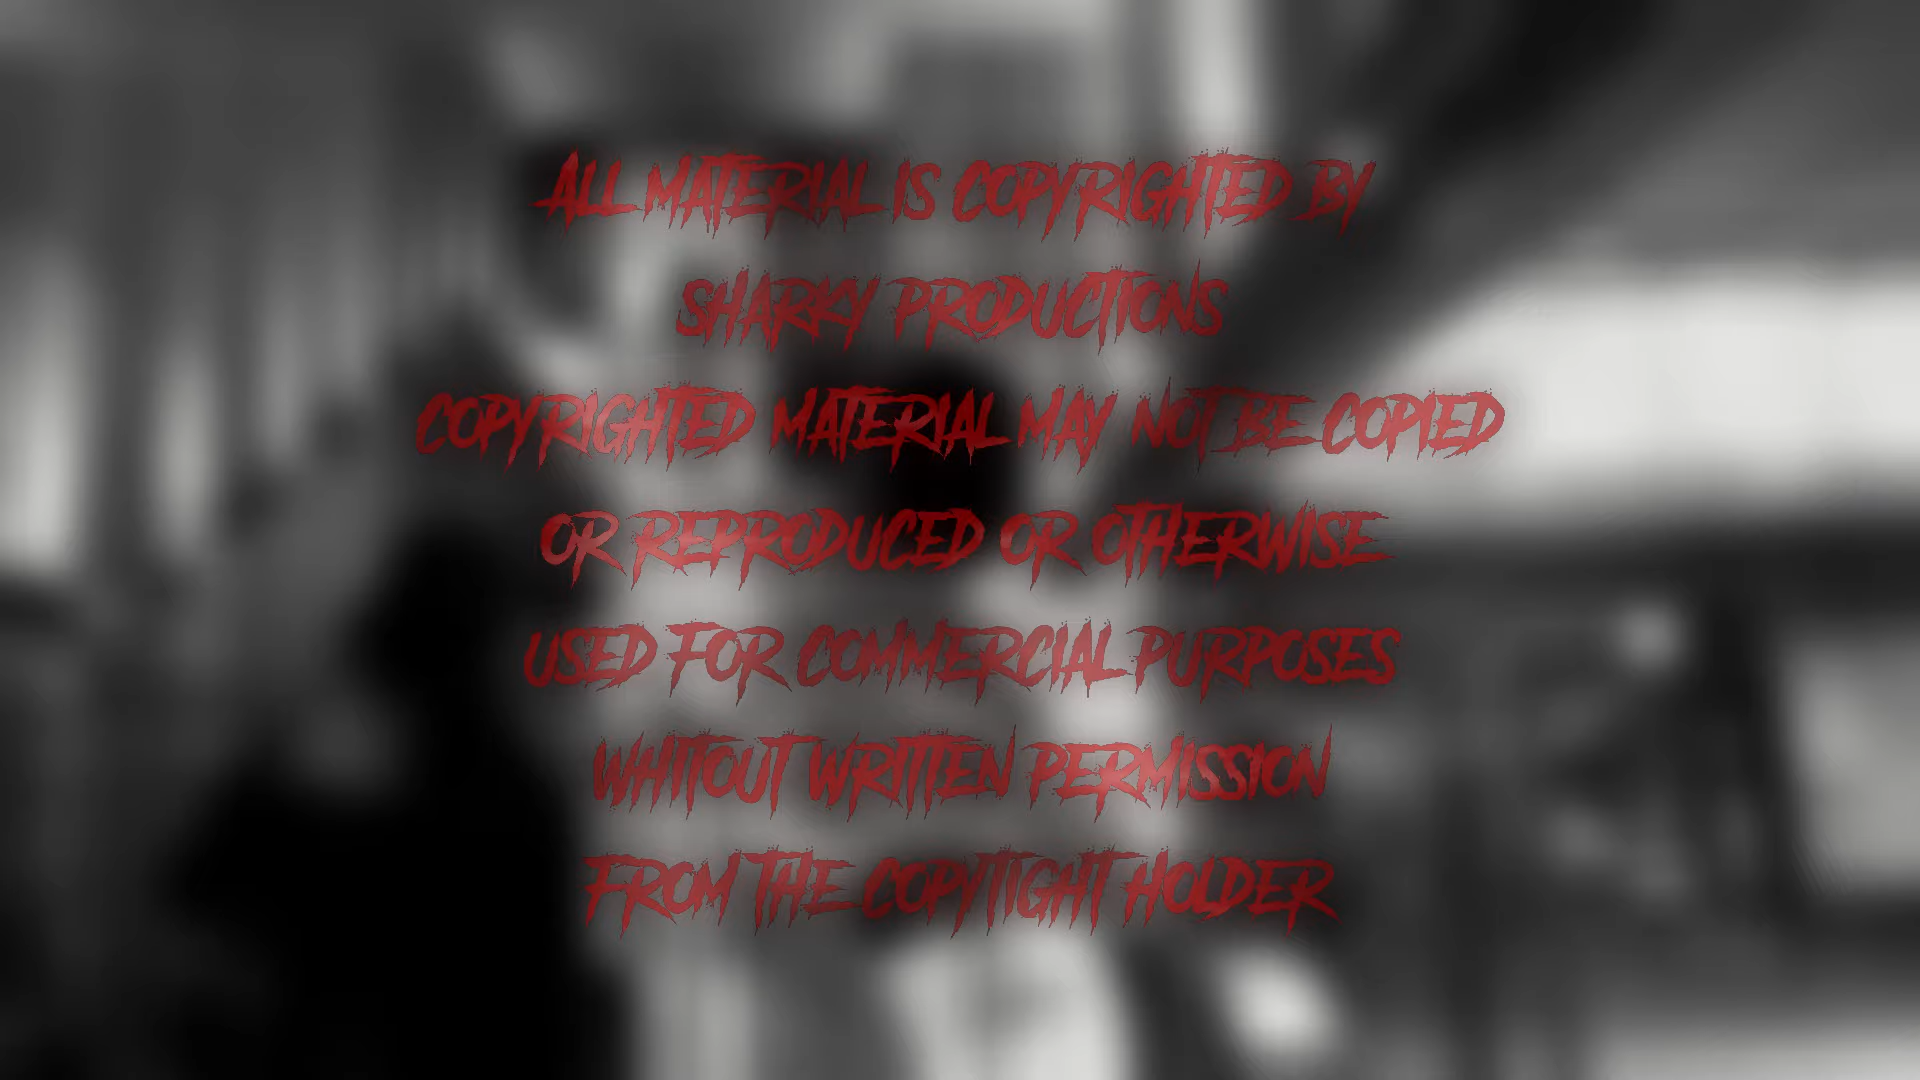 ALL MATERIAL IS COPYRIGHTED BY
SHARKY PRODUCTIONS
COPYRIGHTED MATERIAL MAY NOT BE COPIED
OR REPRODUCED OR OTHERWISE
USED FOR COMMERCIAL PURPOSES
WHITOUT WRITTEN PERMISSION
FROM THE COPYTIGHT HOLDER